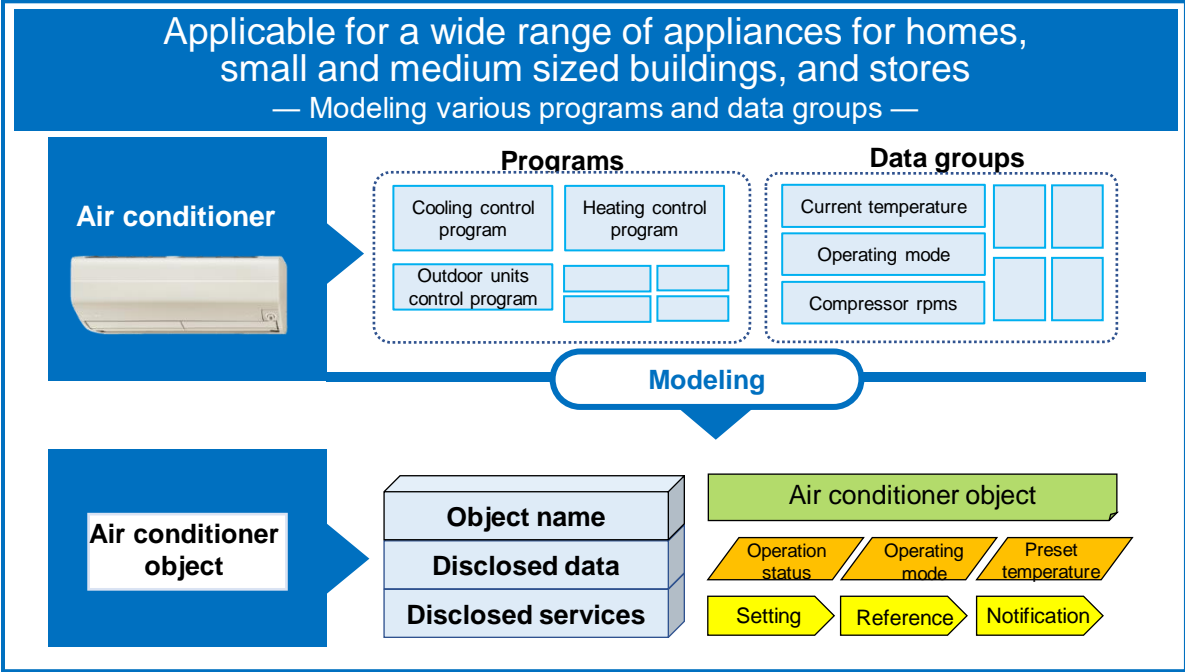 Applicable for a wide range of appliances for homes,
small and medium sized buildings, and stores
— Modeling various programs and data groups —
Air conditioner
Programs
Cooling control
program
Heating control
program
Outdoor units
control program
Data groups
Current temperature
Operating mode
Compressor rpms
Modeling
Air conditioner
object
Object name
Disclosed data
Disclosed services
Air conditioner object
Operation
status
Operating
mode
Preset
temperature
Setting
Reference
Notification